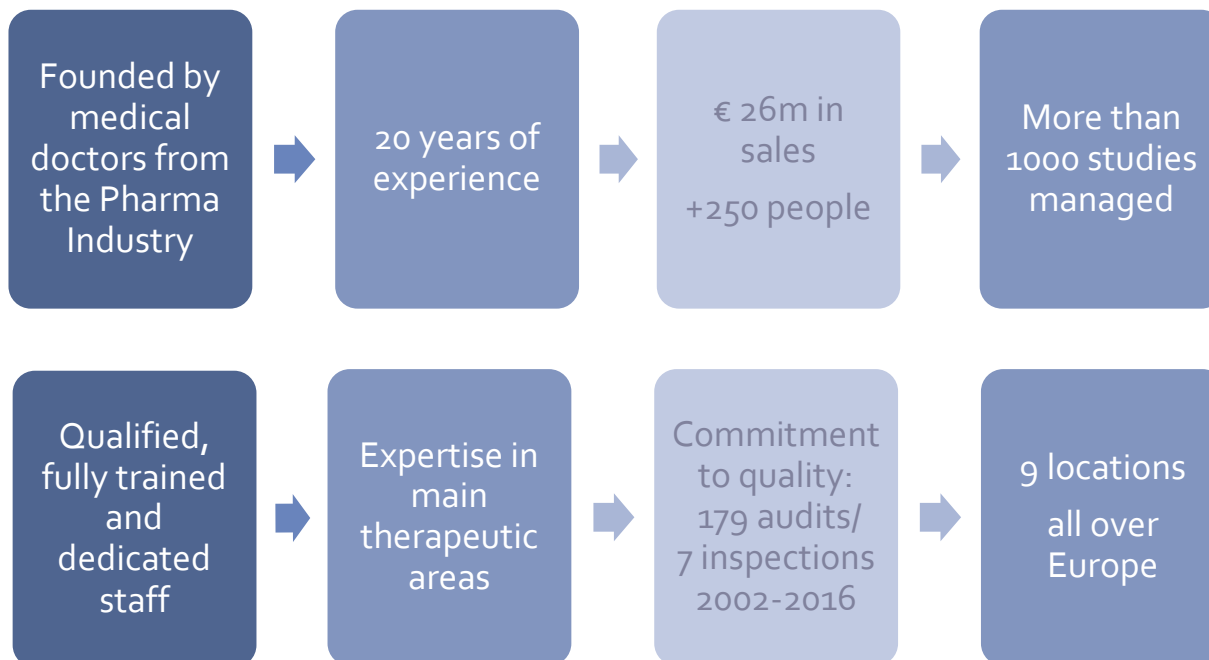 Founded by
medical
doctors from
the Pharma
Industry
20 years of
experience
€ 26m in
sales
+250 people
More than
1000 studies
managed
Qualified,
fully trained
and
dedicated
staff
Expertise in
main
therapeutic
areas
Commitment
to quality:
179 audits/
7 inspections
2002-2016
9 locations
all over
Europe